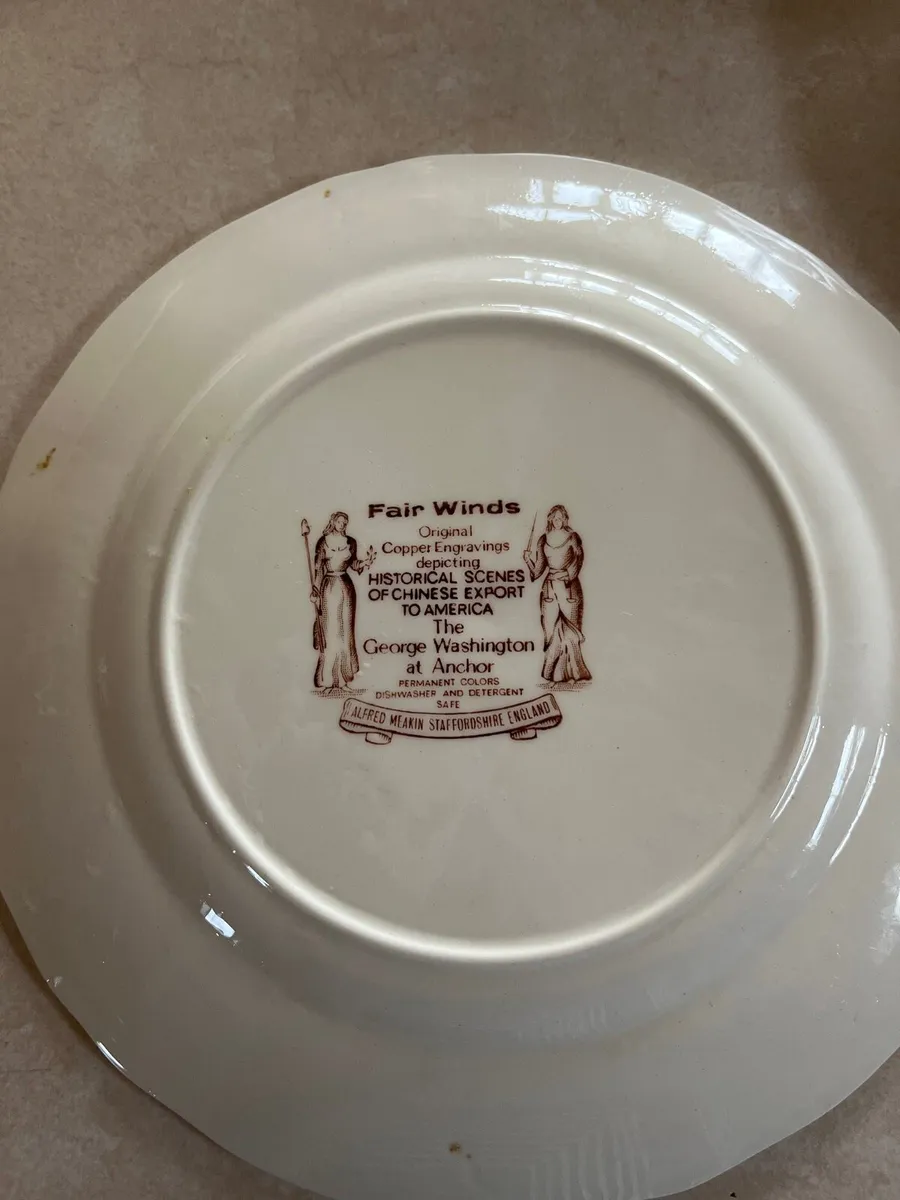 Fair Winds
Original
Copper Engravings
depicting
HISTORICAL SCENES
OF CHINESE EXPORT
TO AMERICA
The
George Washington
at Anchor
PERMANENT COLORS
DISHWASHER AND DETERGENT
SAFE
ALFRED MEAKIN STAFFORDSHIRE ENGLAND